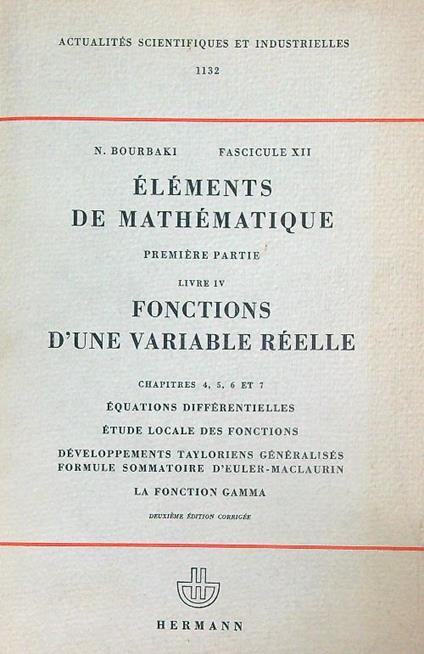 ACTUALITÉS SCIENTIFIQUES ET INDUSTRIELLES
1132
N. BOURBAKI FASCICULE XII
ÉLÉMENTS
DE MATHÉMATIQUE
PREMIÈRE PARTIE
LIVRE IV
FONCTIONS
D'UNE VARIABLE RÉELLE
CHAPITRES 4, 5, 6 ET 7
ÉQUATIONS DIFFÉRENTIELLES
ÉTUDE LOCALE DES FONCTIONS
DÉVELOPPEMENTS TAYLORIENS GÉNÉRALISÉS
FORMULE SOMMATOIRE D'EULER-MACLAURIN
LA FONCTION GAMMA
DEUXIÈME ÉDITION CORRIGÉE
HERMANN